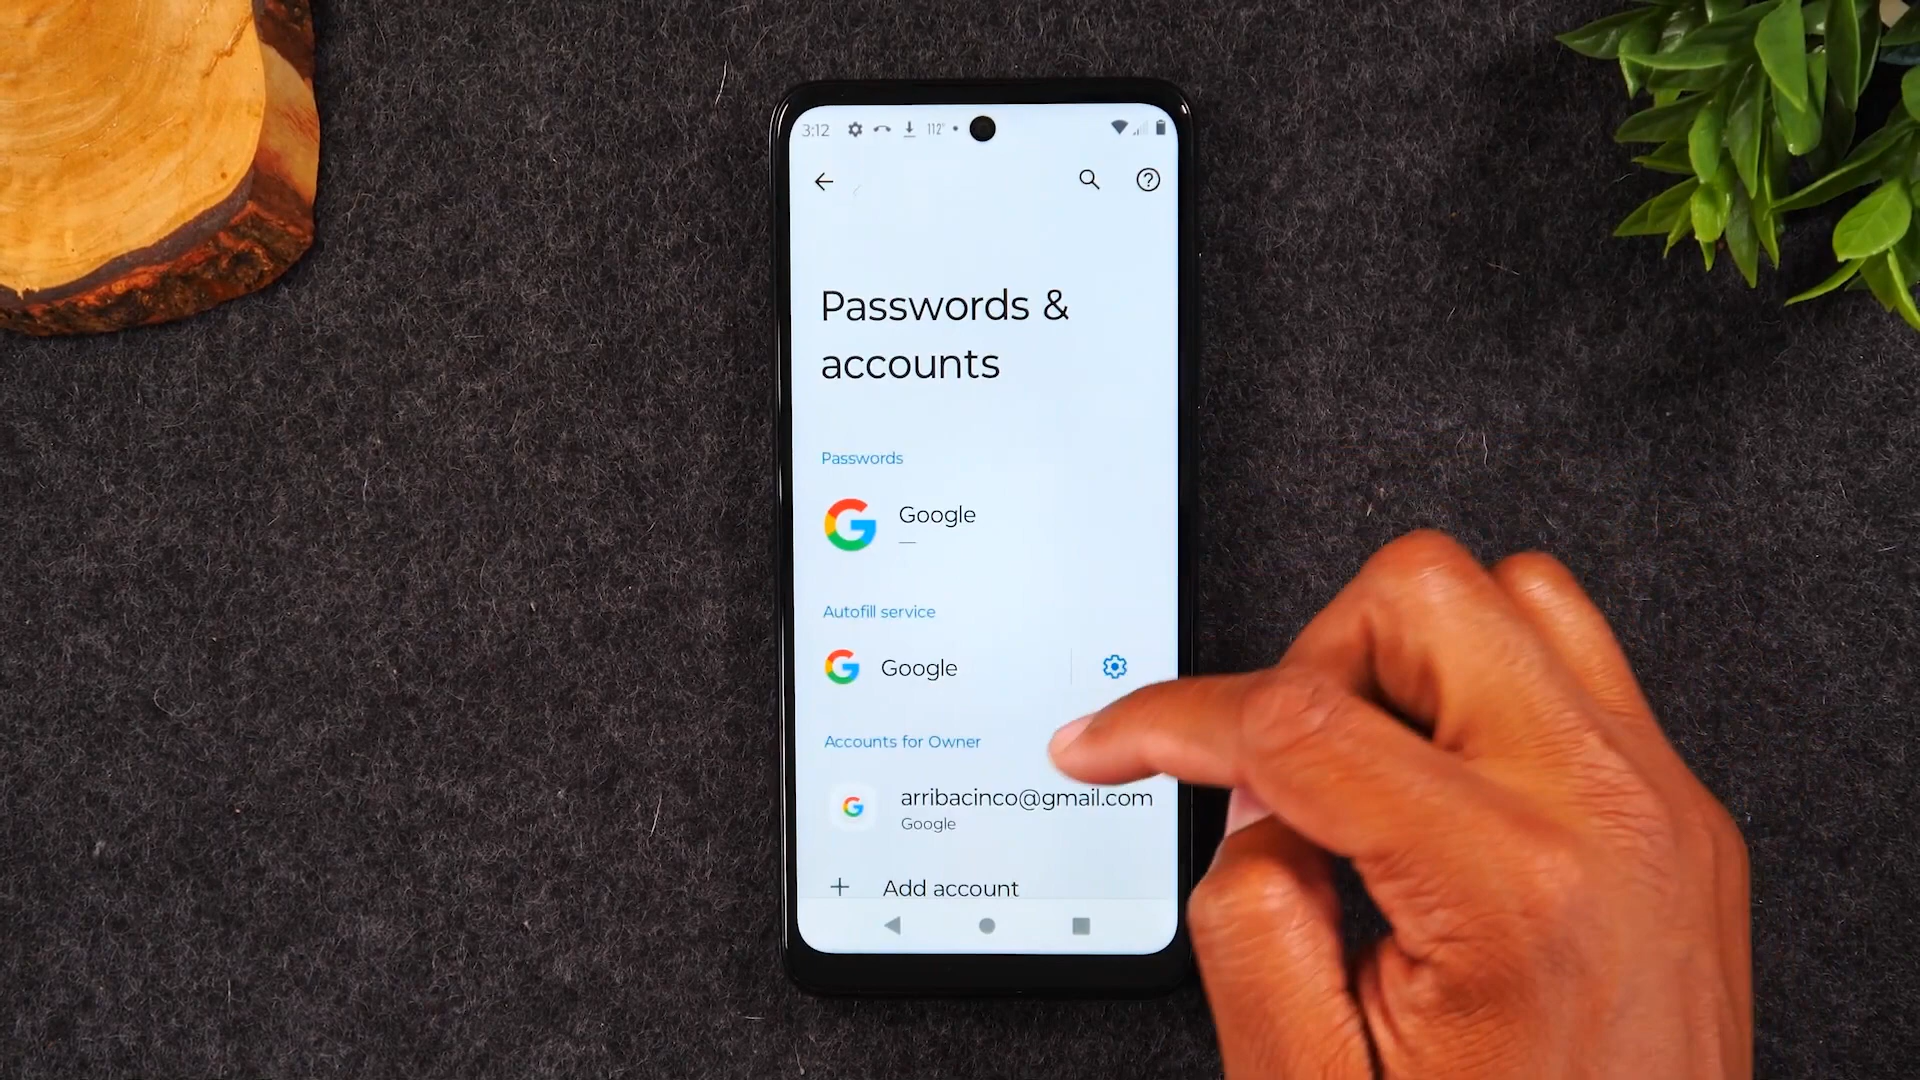 3:12 112°
Passwords &
accounts
Passwords
Google
Autofill service
Google
Accounts for Owner
arribacinco@gmail.com
Google
Add account